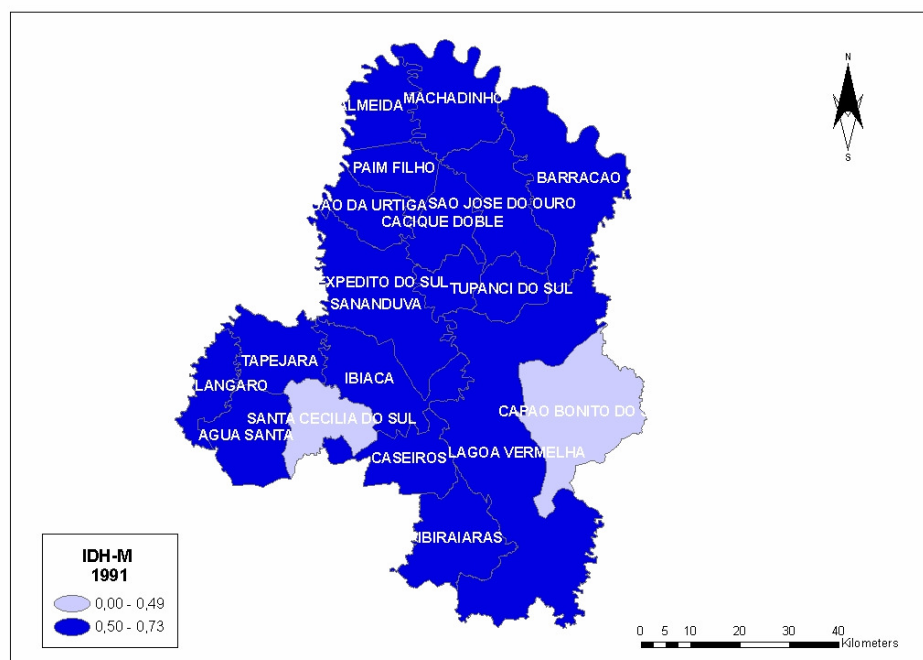 N
S
ALMEIDA
MACHADINHO
PAIM FILHO
BARRACAO
AO DA URTIGA
SAO JOSE DO OURO
CACIQUE DOBLE
EXPEDITO DO SUL
TUPANCI DO SUL
SANANDUVA
TAPEJARA
IBIACA
LANGARO
SANTA CECILIA DO SUL
CAPAO BONITO DO
AGUA SANTA
CASEIROS
LAGOA VERMELHA
IBIRAIARAS
IDH-M
1991
0,00 - 0,49
0,50 - 0,73
0 5 10 20 30 40
Kilometers